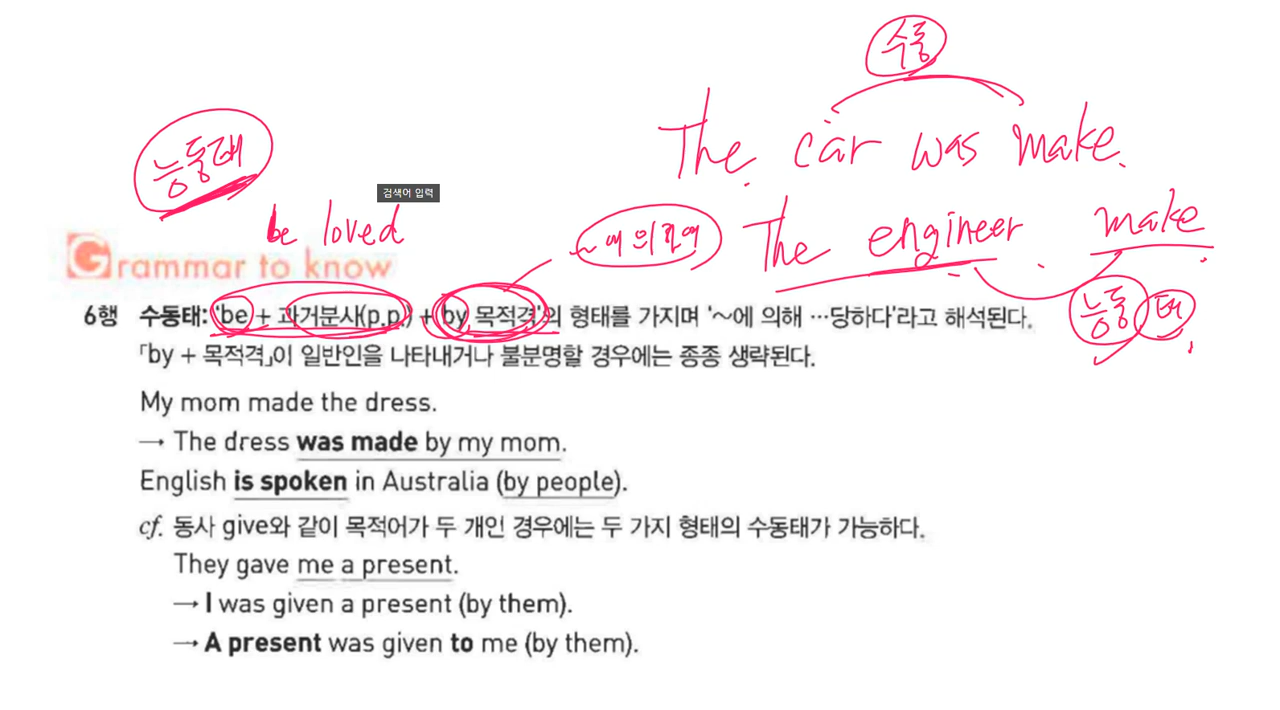 수동
The car was make.
능동태
검색어 입력
be loved
~에 의하여
The engineer make
능동태
Grammar to know
6행 수동태: 'be + 과거분사(p.p.) + by 목적격'의 형태를 가지며 '~에 의해 …당하다'라고 해석된다.
「by + 목적격」이 일반인을 나타내거나 불분명할 경우에는 종종 생략된다.
My mom made the dress.
→ The dress was made by my mom.
English is spoken in Australia (by people).
cf. 동사 give와 같이 목적어가 두 개인 경우에는 두 가지 형태의 수동태가 가능하다.
They gave me a present.
→ I was given a present (by them).
→ A present was given to me (by them).